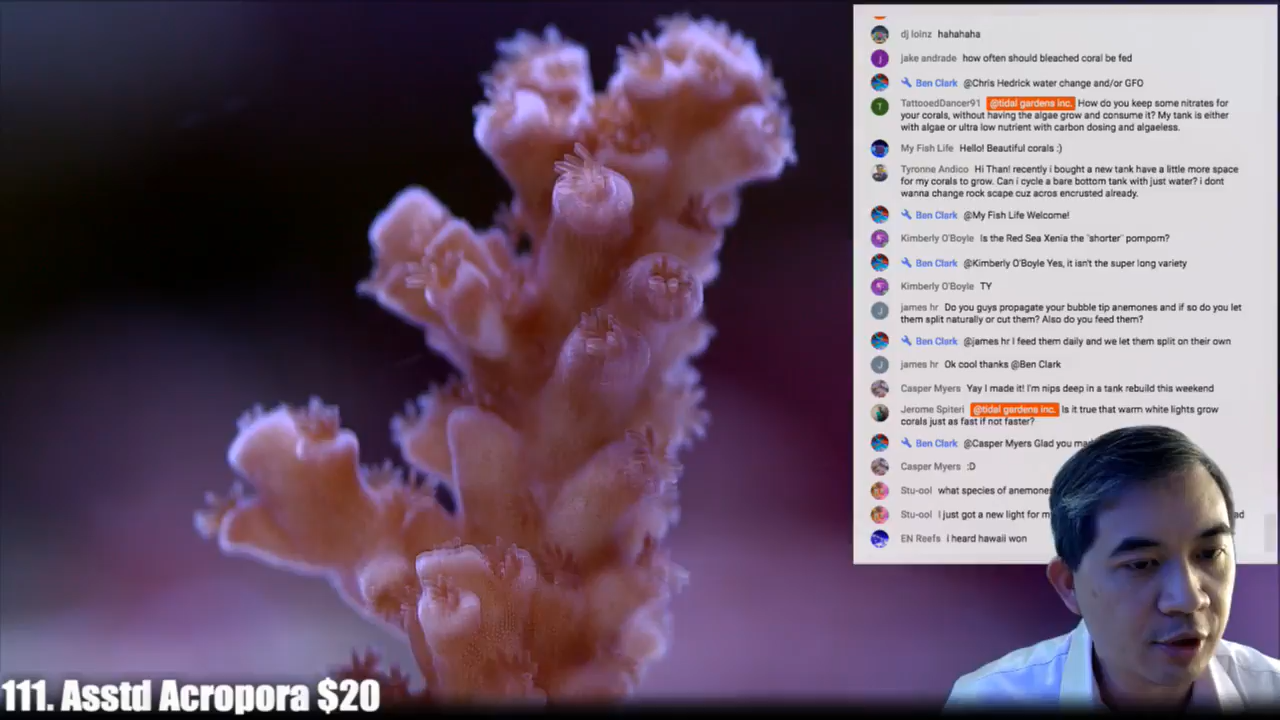 dj loinz hahahaha
jake andrade how often should bleached coral be fed
Ben Clark @Chris Hedrick water change and/or GFO
TattooedDancer91 @tidal gardens inc. How do you keep some nitrates for
your corals, without having the algae grow and consume it? My tank is either
with algae or ultra low nutrient with carbon dosing and algaeless.
My Fish Life Hello! Beautiful corals :)
Tyronne Andico Hi Than! recently i bought a new tank have a little more space
for my corals to grow. Can i cycle a bare bottom tank with just water? i dont
wanna change rock scape cuz acros encrusted already.
Ben Clark @My Fish Life Welcome!
Kimberly O'Boyle Is the Red Sea Xenia the "shorter" pompom?
Ben Clark @Kimberly O'Boyle Yes, it isn't the super long variety
Kimberly O'Boyle TY
james hr Do you guys propagate your bubble tip anemones and if so do you let
them split naturally or cut them? Also do you feed them?
Ben Clark @james hr I feed them daily and we let them split on their own
james hr Ok cool thanks @Ben Clark
Casper Myers Yay I made it! I'm nips deep in a tank rebuild this weekend
Jerome Spiteri @tidal gardens inc. Is it true that warm white lights grow
corals just as fast if not faster?
Ben Clark @Casper Myers Glad you
Casper Myers :D
Stu-ool what species of
Stu-ool I just got a new light for
EN Reefs i heard hawaii won
111. Asstd Acropora $20